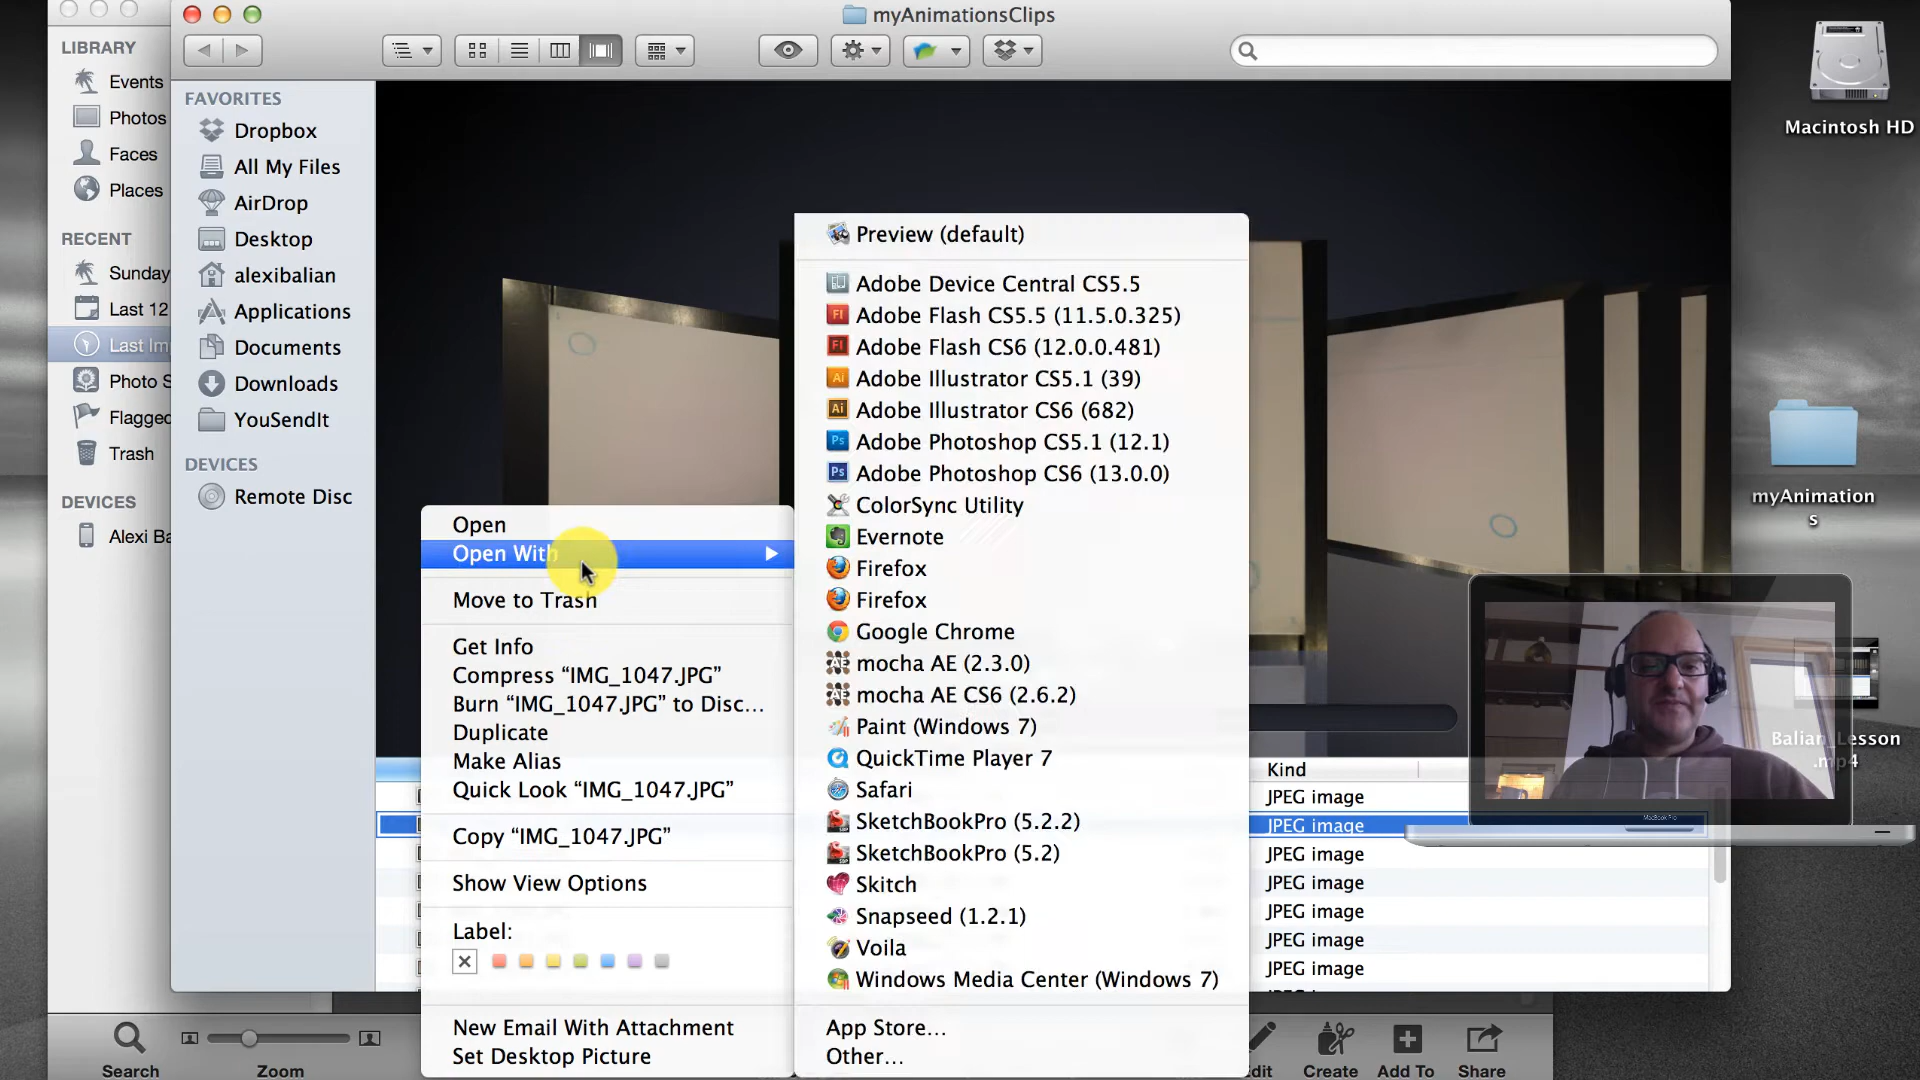 myAnimationsClips
LIBRARY
Events
Photos
Faces
Places
RECENT
Sunday
Last 12
Last Im
Photo S
Flagged
Trash
DEVICES
Alexi Ba
FAVORITES
Dropbox
All My Files
AirDrop
Desktop
alexibalian
Applications
Documents
Downloads
YouSendIt
DEVICES
Remote Disc
Open
Open With
Move to Trash
Get Info
Compress “IMG_1047.JPG”
Burn “IMG_1047.JPG” to Disc...
Duplicate
Make Alias
Quick Look “IMG_1047.JPG”
Copy “IMG_1047.JPG”
Show View Options
Label:
New Email With Attachment
Set Desktop Picture
Preview (default)
Adobe Device Central CS5.5
Adobe Flash CS5.5 (11.5.0.325)
Adobe Flash CS6 (12.0.0.481)
Adobe Illustrator CS5.1 (39)
Adobe Illustrator CS6 (682)
Adobe Photoshop CS5.1 (12.1)
Adobe Photoshop CS6 (13.0.0)
ColorSync Utility
Evernote
Firefox
Firefox
Google Chrome
mocha AE (2.3.0)
mocha AE CS6 (2.6.2)
Paint (Windows 7)
QuickTime Player 7
Safari
SketchBookPro (5.2.2)
SketchBookPro (5.2)
Skitch
Snapseed (1.2.1)
Voila
Windows Media Center (Windows 7)
App Store...
Other...
Kind
JPEG image
JPEG image
JPEG image
JPEG image
JPEG image
JPEG image
JPEG image
Macintosh HD
myAnimation
s
Balian_Lesson
.mp4
MacBook Pro
Search
Zoom
dit
Create
Add To
Share